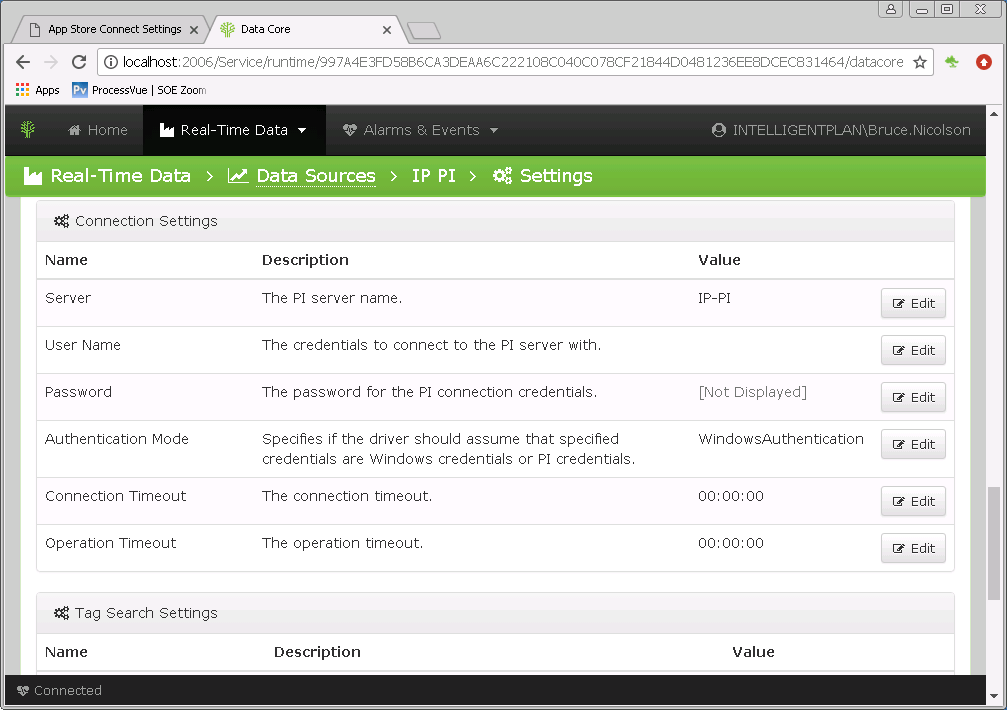 App Store Connect Settings
Data Core
localhost:2006/Service/runtime/997A4E3FD58B6CA3DEAA6C222108C040C078CF21844D0481236EE8DCEC831464/datacore
Apps
Pv ProcessVue | SOE Zoom
Home
Real-Time Data
Alarms & Events
INTELLIGENTPLAN\Bruce.Nicolson
Real-Time Data > Data Sources > IP PI > Settings
Connection Settings
Name Description Value
Server The PI server name. IP-PI Edit
User Name The credentials to connect to the PI server with. Edit
Password The password for the PI connection credentials. [Not Displayed] Edit
Authentication Mode Specifies if the driver should assume that specified WindowsAuthentication Edit
credentials are Windows credentials or PI credentials.
Connection Timeout The connection timeout. 00:00:00 Edit
Operation Timeout The operation timeout. 00:00:00 Edit
Tag Search Settings
Name Description Value
Connected